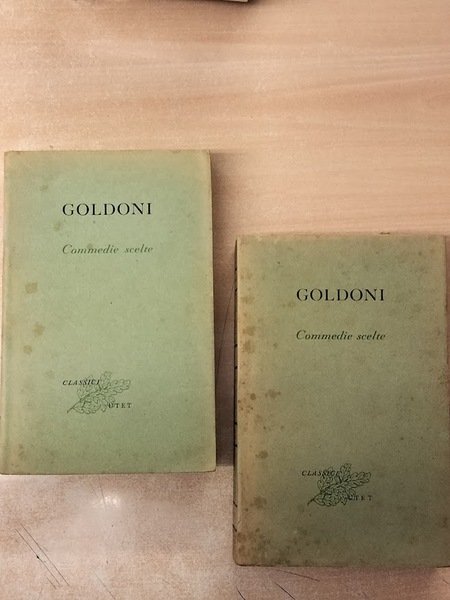 GOLDONI
Commedie scelte
CLASSICI
UTET
GOLDONI
Commedie scelte
CLASSICI
UTET